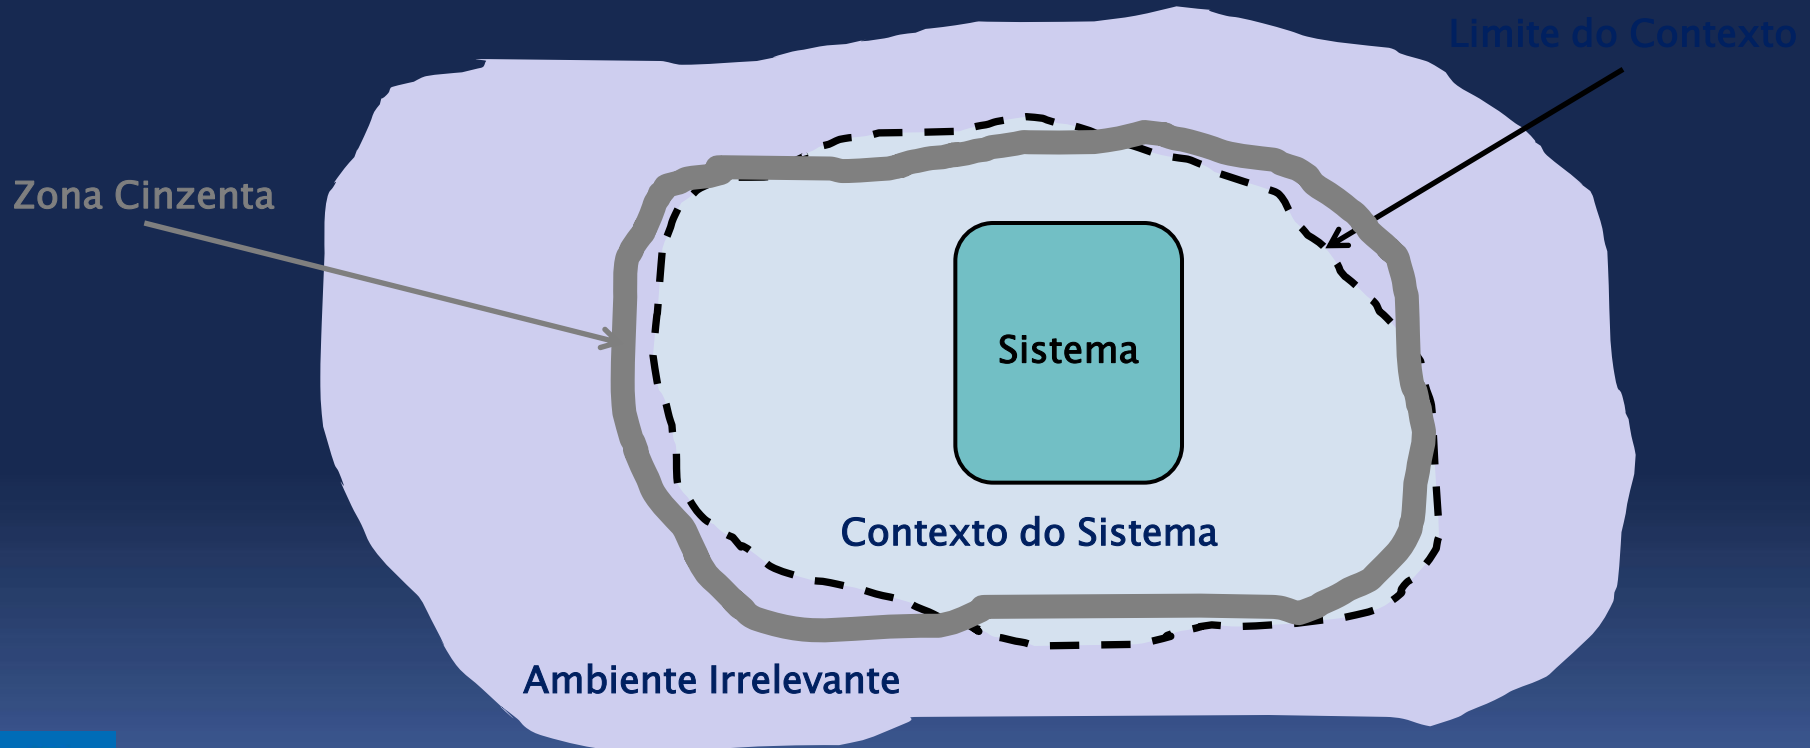 Limite do Contexto
Zona Cinzenta
Sistema
Contexto do Sistema
Ambiente Irrelevante